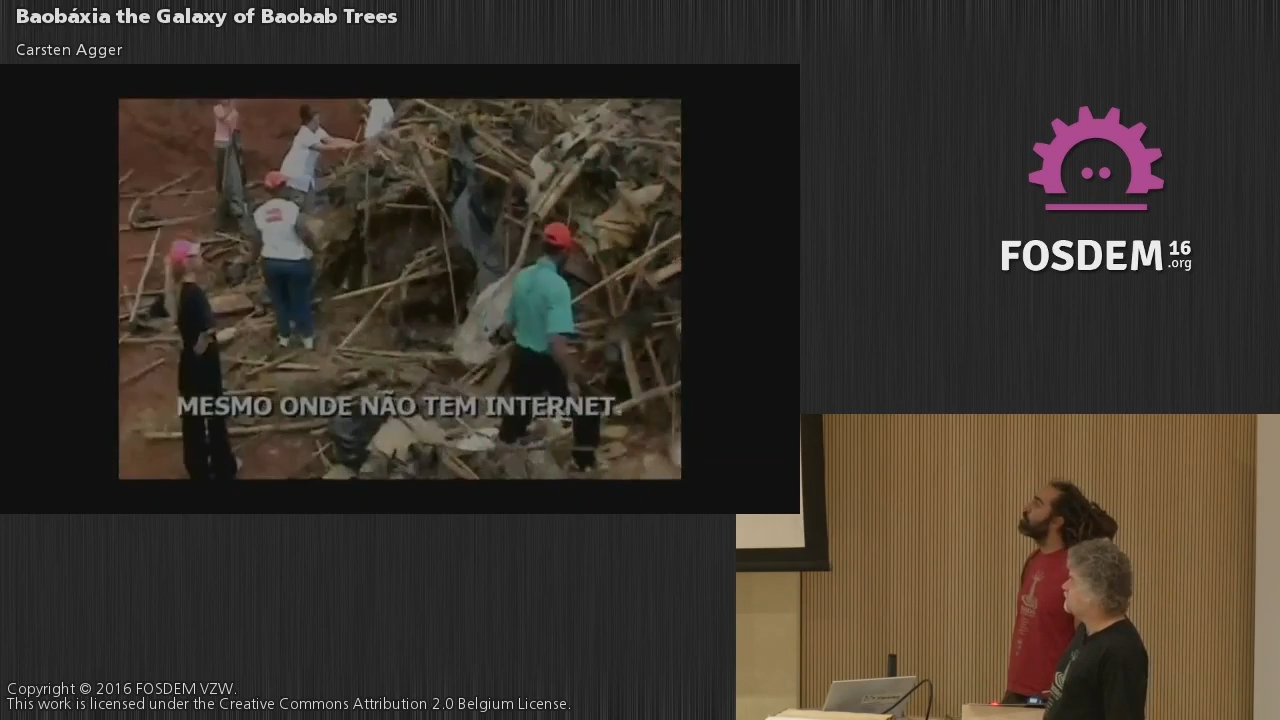 Baobáxia the Galaxy of Baobab Trees
Carsten Agger
MESMO ONDE NÃO TEM INTERNET.
FOSDEM 16
.org
Copyright © 2016 FOSDEM VZW.
This work is licensed under the Creative Commons Attribution 2.0 Belgium License.